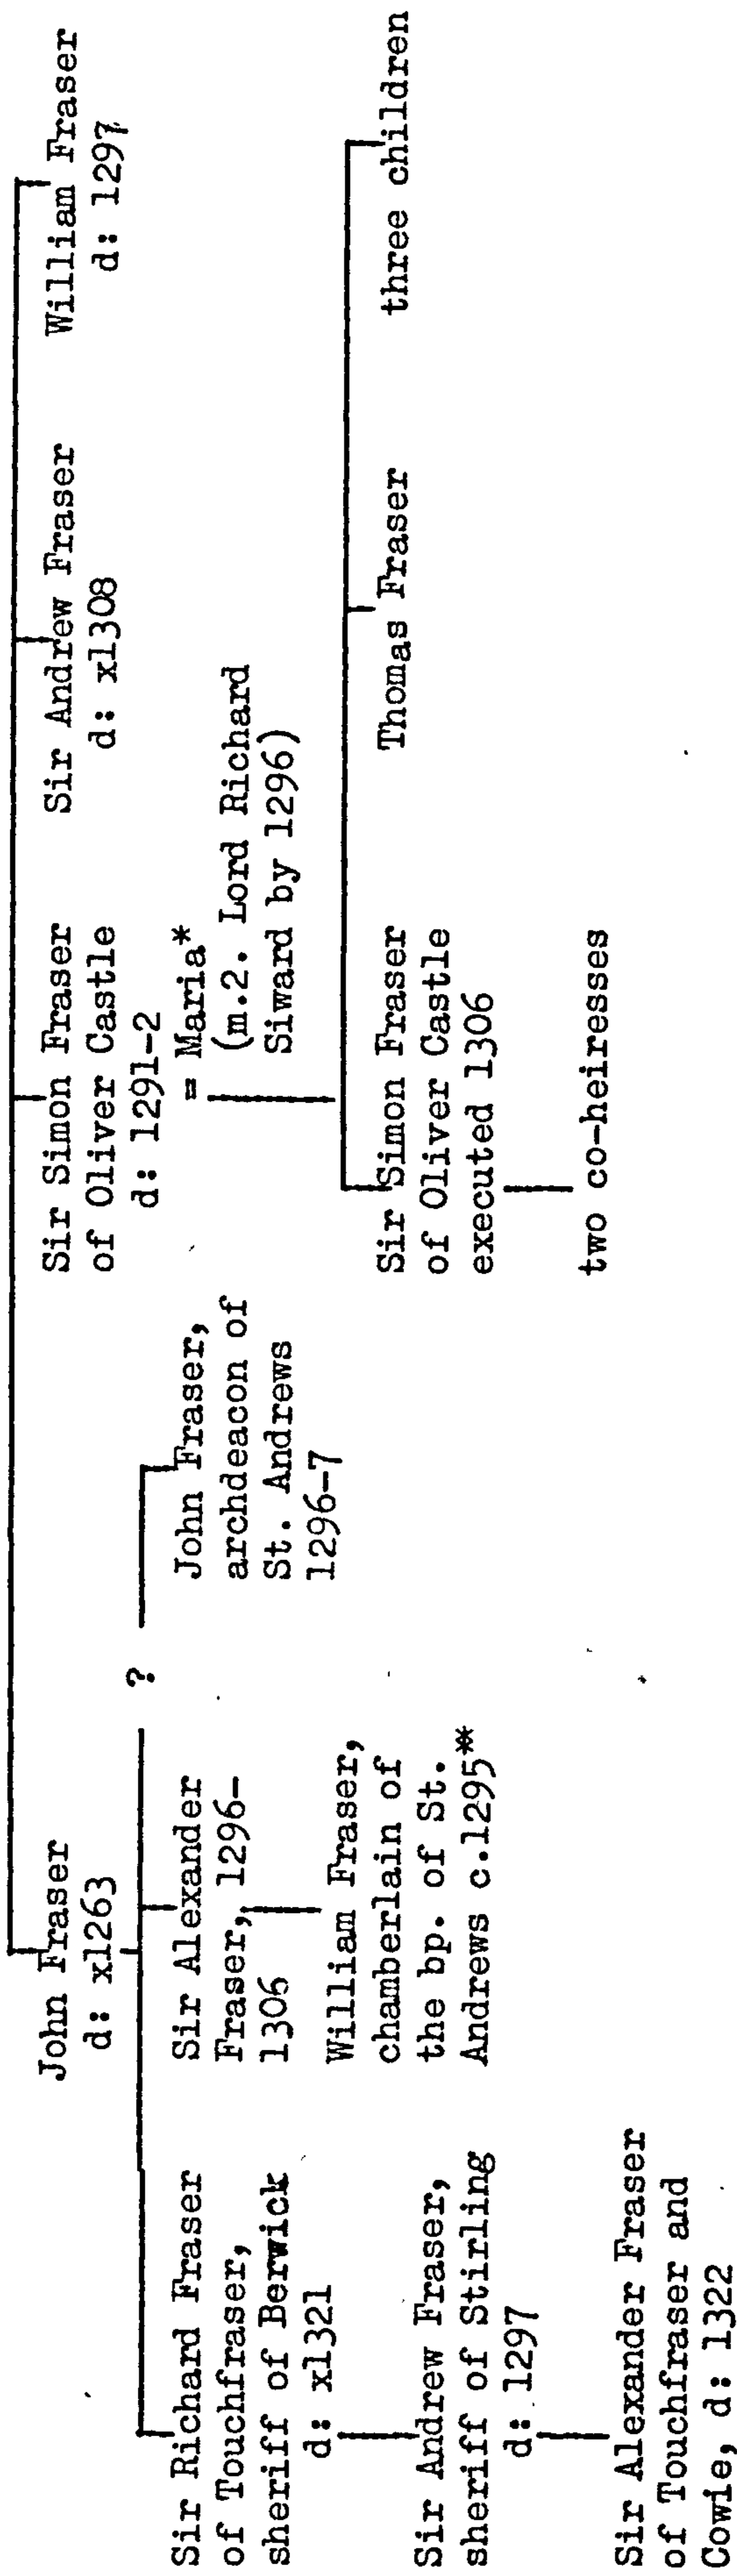 John Fraser
d: x1263
Sir Simon Fraser
of Oliver Castle
d: 1291-2
= Maria*
(m.2. Lord Richard
Siward by 1296)
Sir Andrew Fraser
d: x1308
William Fraser
d: 1297
Sir Richard Fraser
of Touchfraser,
sheriff of Berwick
d: x1321
Sir Alexander
Fraser, 1296-
1306
?
John Fraser,
archdeacon of
St. Andrews
1296-7
Sir Simon Fraser
of Oliver Castle
executed 1306
Thomas Fraser
three children
Sir Andrew Fraser,
sheriff of Stirling
d: 1297
William Fraser,
chamberlain of
the bp. of St.
Andrews c.1295**
two co-heiresses
Sir Alexander Fraser
of Touchfraser and
Cowie, d: 1322